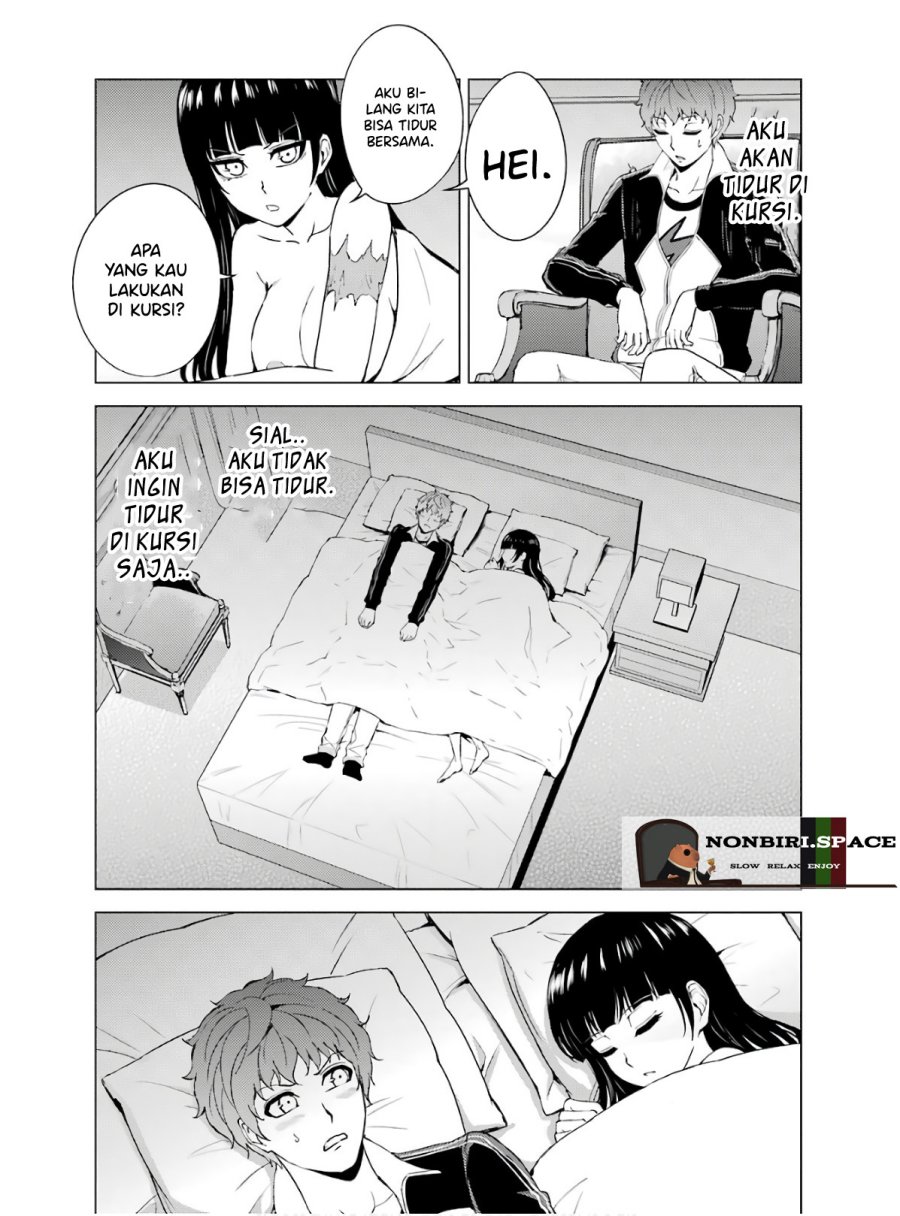 AKU
AKAN
TIDUR DI
KURSI.
HEI.
AKU BI-
LANG KITA
BISA TIDUR
BERSAMA.
APA
YANG KAU
LAKUKAN
DI KURSI?
SIAL..
AKU TIDAK
BISA TIDUR.
AKU
INGIN
TIDUR
DI KURSI
SAJA..
NONBIRI.SPACE
SLOW RELAX ENJOY